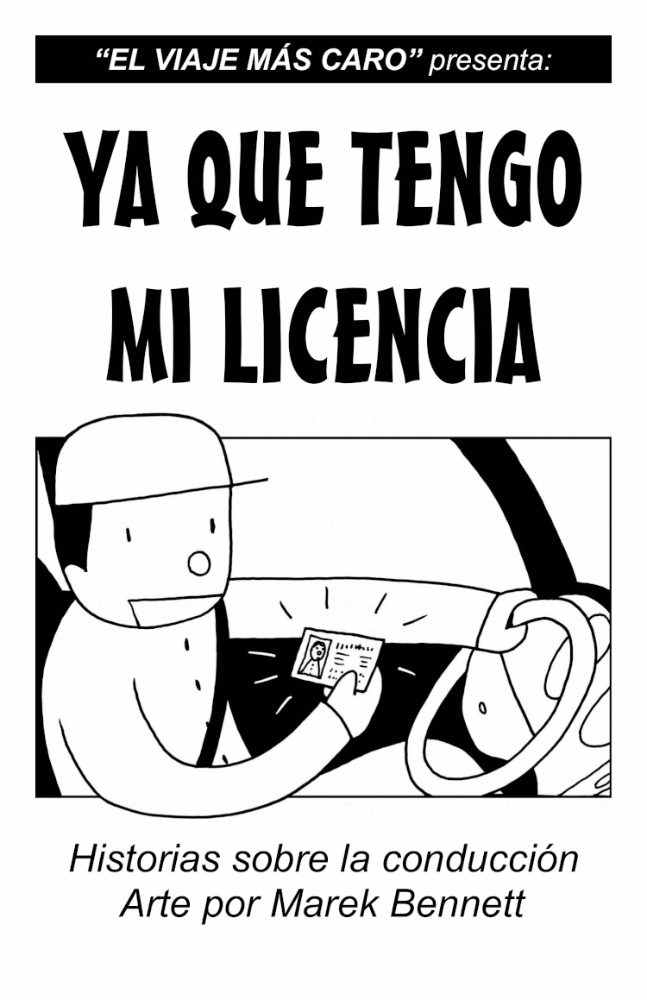 “EL VIAJE MÁS CARO” presenta:
YA QUE TENGO
MI LICENCIA
Historias sobre la conducción
Arte por Marek Bennett